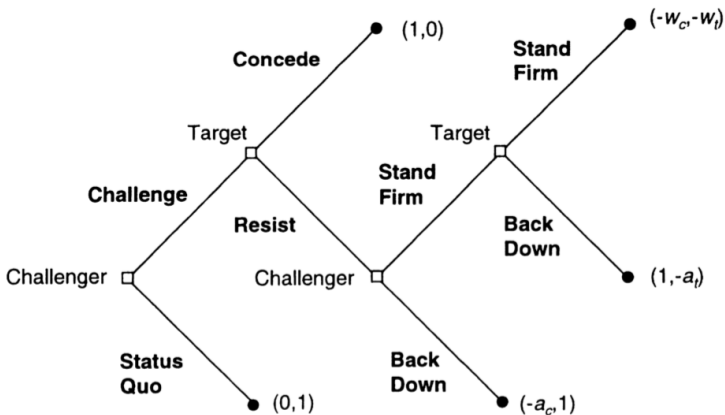 (1,0)
(-w_c,-w_t)
Concede
Stand
Firm
Target
Target
Challenge
Stand
Firm
Resist
Back
Down
Challenger
Challenger
(1,-a_t)
Status
Quo
Back
Down
(0,1)
(-a_c,1)